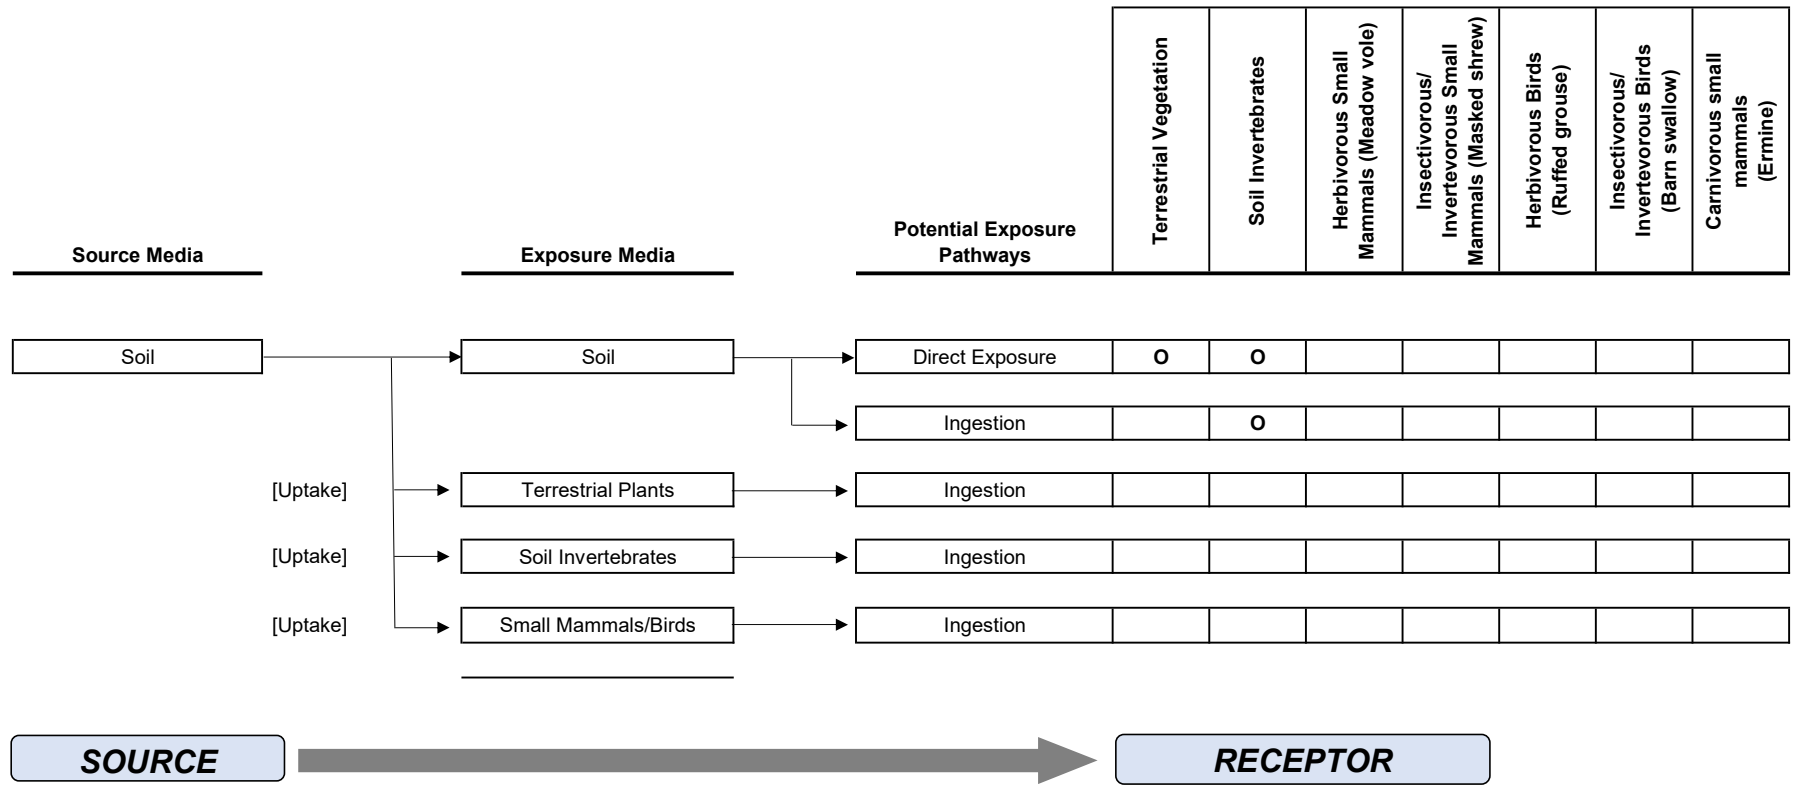 Terrestrial Vegetation
Soil Invertebrates
Herbivorous Small
Mammals (Meadow vole)
Insectivorous/
Invertevorous Small
Mammals (Masked shrew)
Herbivorous Birds
(Ruffed grouse)
Insectivorous/
Invertevorous Birds
(Barn swallow)
Carnivorous small
mammals
(Ermine)
Source Media
Exposure Media
Potential Exposure
Pathways
Soil
Soil
Direct Exposure
O
O
Ingestion
O
[Uptake]
Terrestrial Plants
Ingestion
[Uptake]
Soil Invertebrates
Ingestion
[Uptake]
Small Mammals/Birds
Ingestion
SOURCE
RECEPTOR